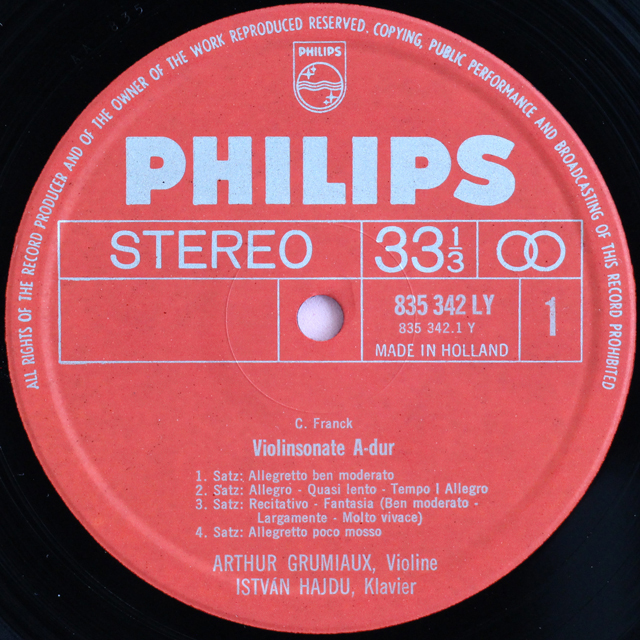 ALL RIGHTS OF THE RECORD PRODUCER AND OF THE OWNER OF THE WORK REPRODUCED RESERVED. COPYING, PUBLIC PERFORMANCE AND BROADCASTING OF THIS RECORD PROHIBITED
PHILIPS
PHILIPS
STEREO 33 1/3
835 342 LY 1
835 342.1 Y
MADE IN HOLLAND
C. Franck
Violinsonate A-dur
1. Satz: Allegretto ben moderato
2. Satz: Allegro - Quasi lento - Tempo I Allegro
3. Satz: Recitativo - Fantasia (Ben moderato -
Largamente - Molto vivace)
4. Satz: Allegretto poco mosso
ARTHUR GRUMIAUX, Violine
ISTVÁN HAJDU, Klavier